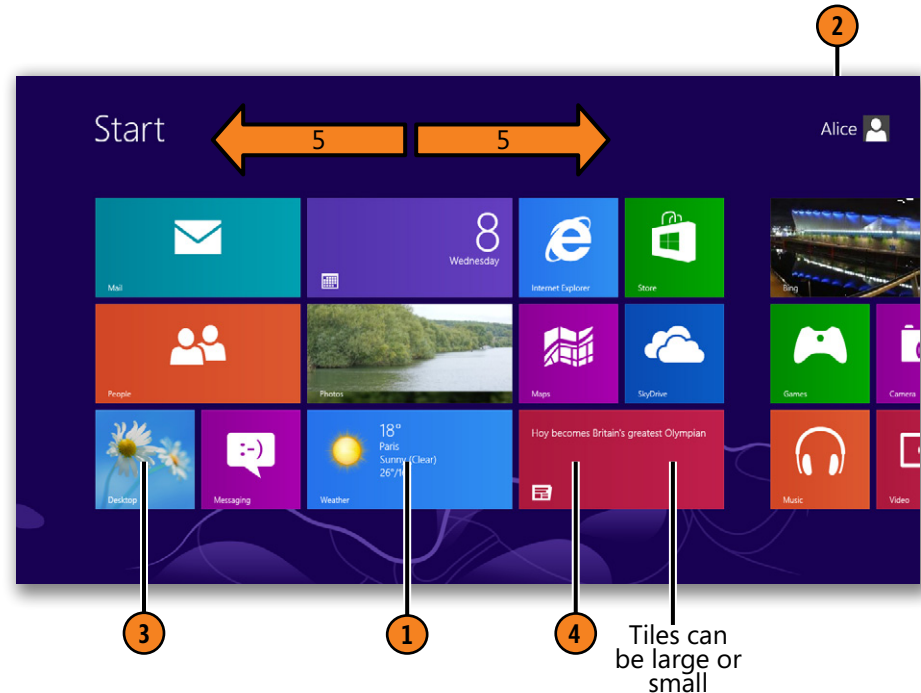 2
Start
5
5
Alice
8
Wednesday
Mail
Internet Explorer
Store
Bing
People
Photos
Maps
SkyDrive
Games
Camera
:-)
18°
Paris
Sunny (Clear)
26°/1
Hoy becomes Britain's greatest Olympian
Desktop
Messaging
Weather
Music
Video
3
1
4
Tiles can
be large or
small